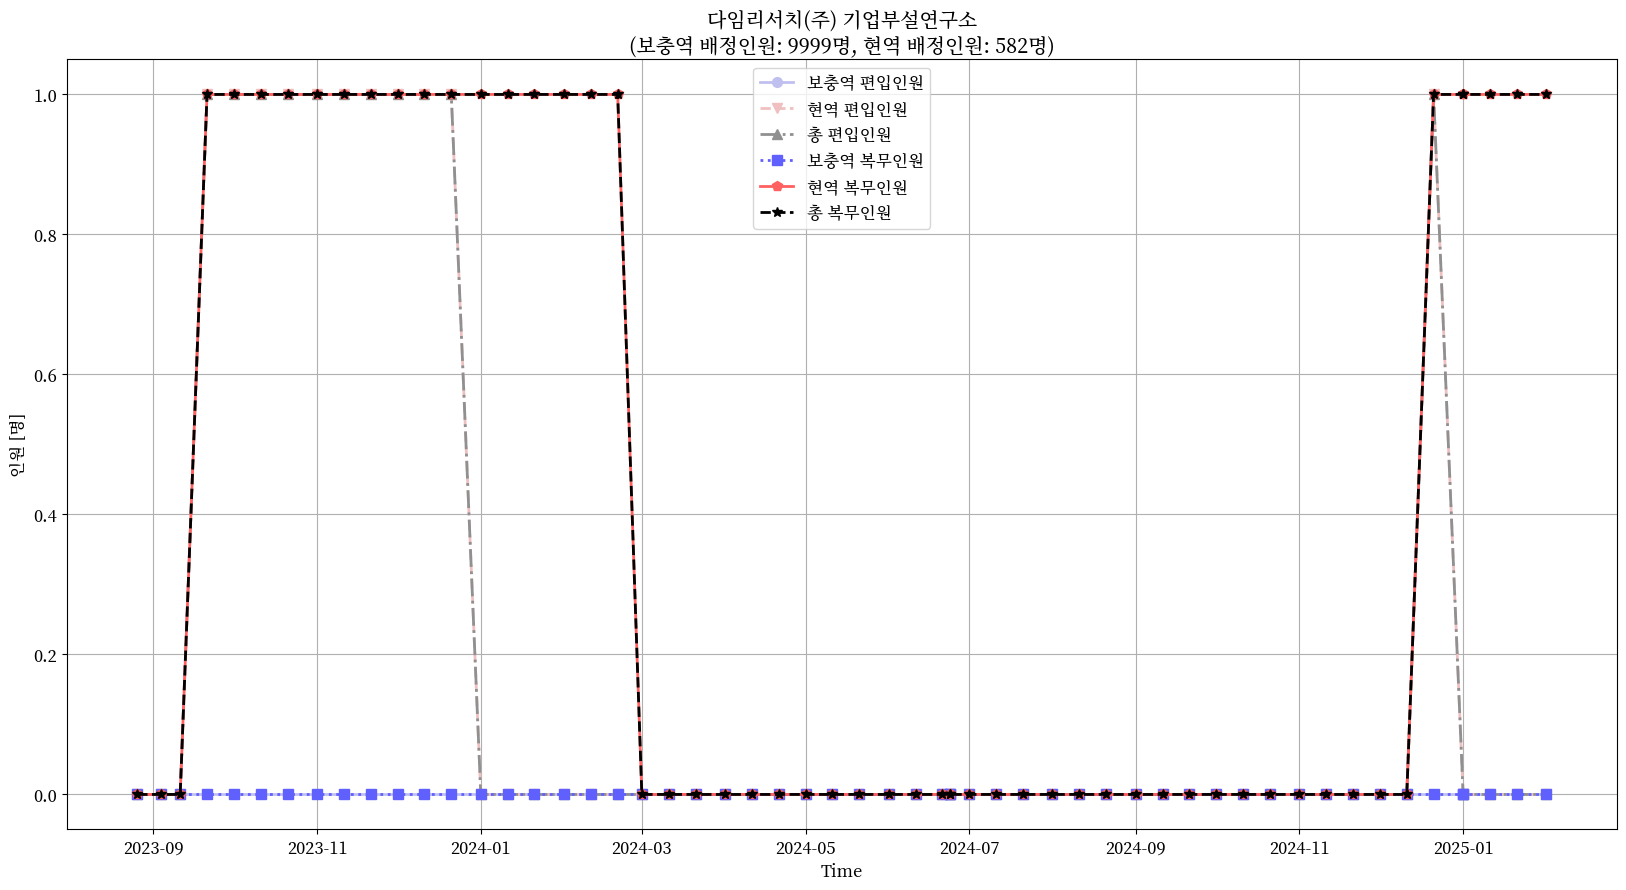 다임리서치(주) 기업부설연구소
(보충역 배정인원: 9999명, 현역 배정인원: 582명)
보충역 편입인원
현역 편입인원
총 편입인원
보충역 복무인원
현역 복무인원
총 복무인원
인원 [명]
1.0
0.8
0.6
0.4
0.2
0.0
2023-09 2023-11 2024-01 2024-03 2024-05 2024-07 2024-09 2024-11 2025-01
Time